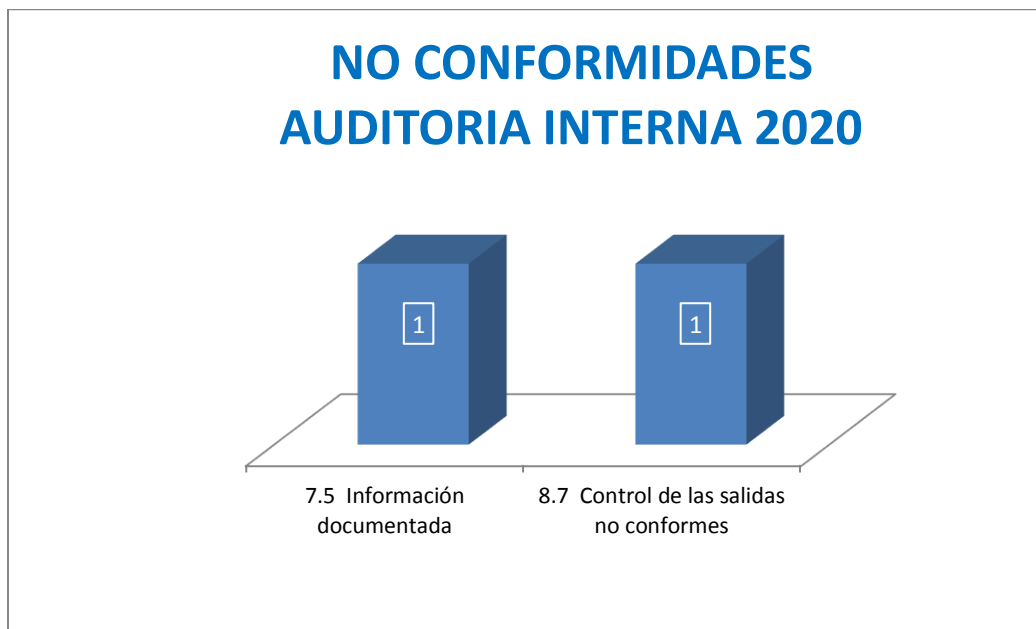 NO CONFORMIDADES
AUDITORIA INTERNA 2020
1
1
7.5 Información
documentada
8.7 Control de las salidas
no conformes